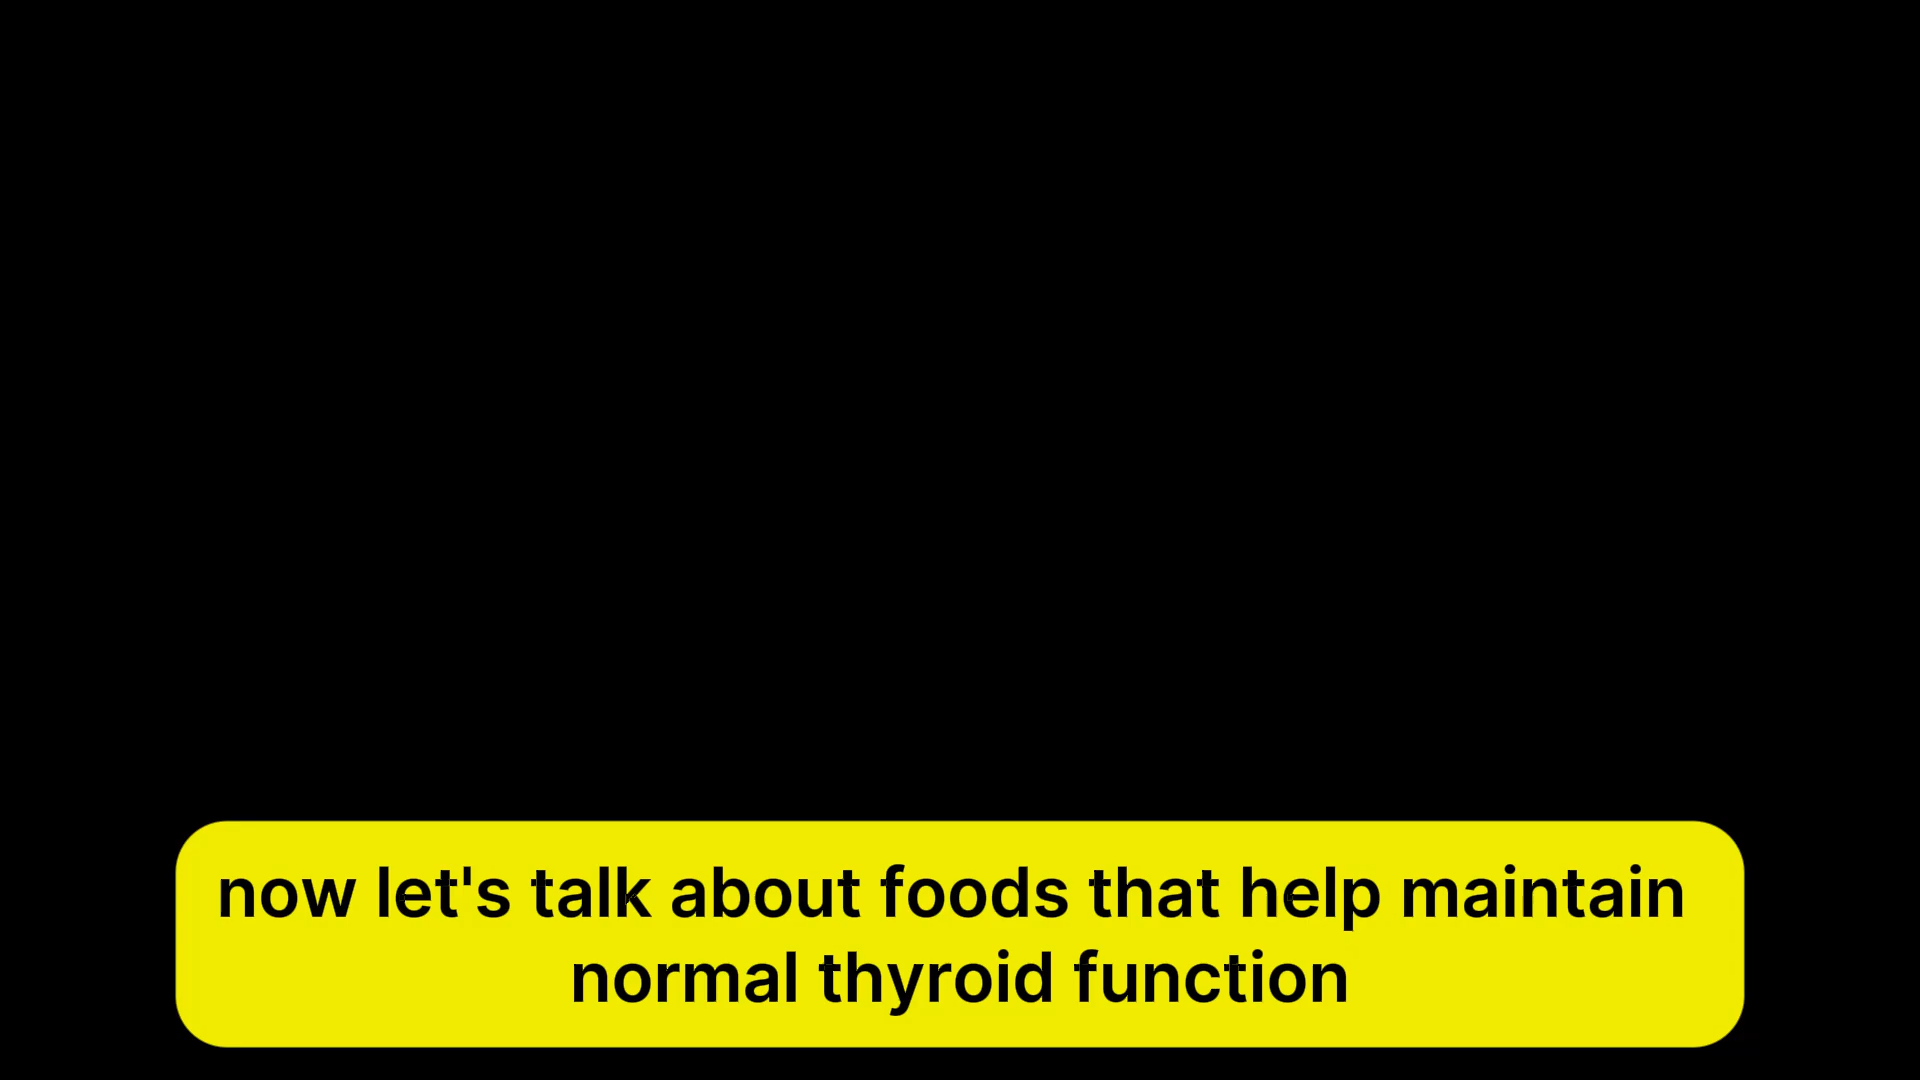 now let's talk about foods that help maintain
normal thyroid function